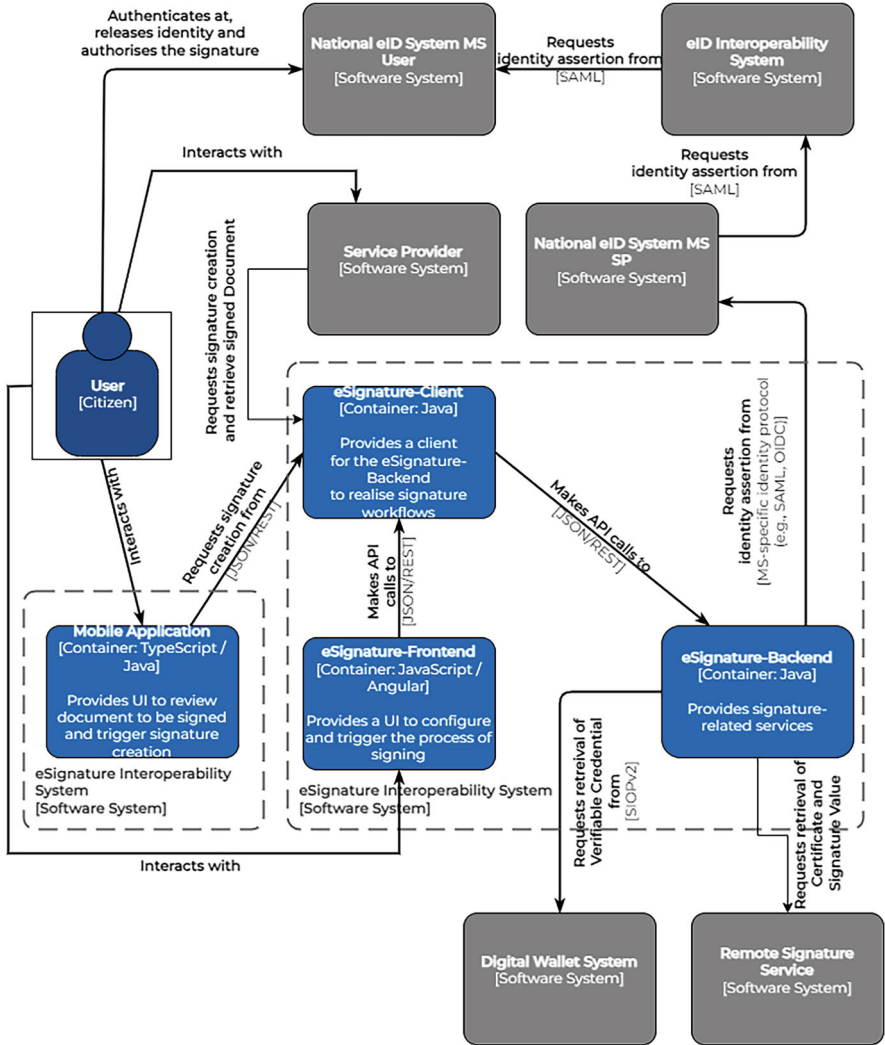 Authenticates at,
releases identity and
authorises the signature
National eID System MS
User
[Software System]
Requests
identity assertion from
[SAML]
eID Interoperability
System
[Software System]
Interacts with
Requests
identity assertion from
[SAML]
Service Provider
[Software System]
National eID System MS
SP
[Software System]
Requests signature creation
and retrieve signed Document
User
[Citizen]
eSignature-Client
[Container: Java]
Provides a client
for the eSignature-
Backend
to realise signature
workflows
Requests
identity assertion from
[MS-specific identity protocol
(e.g., SAML, OIDC)
Interacts with
Requests signature
creation from
[JSON/REST]
Makes API calls to
[JSON/REST]
Makes API
calls to
[JSON/REST]
Mobile Application
[Container: TypeScript /
Java]
Provides UI to review
document to be signed
and trigger signature
creation
eSignature Interoperability
System
[Software System]
eSignature-Frontend
[Container: JavaScript /
Angular]
Provides a UI to configure
and trigger the process of
signing
eSignature Interoperability System
[Software System]
eSignature-Backend
[Container: Java]
Provides signature-
related services
Requests retreival of
Verifiable Credential
from
[SIOPv2]
Requests retrieval of
Certificate and
Signature Value
Interacts with
Digital Wallet System
[Software System]
Remote Signature
Service
[Software System]